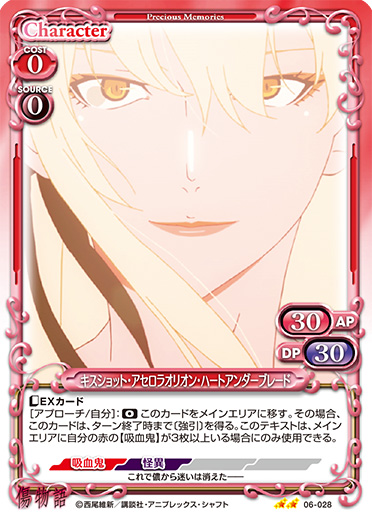 Precious Memories
Character
COST
0
SOURCE
0
30 AP
DP 30
キスショット・アセロラオリオン・ハートアンダーブレード
EXカード
[アプローチ/自分]：0 このカードをメインエリアに移す。その場合、
このカードは、ターン終了時まで〔強引〕を得る。このテキストは、メイン
エリアに自分の赤の【吸血鬼】が3枚以上いる場合にのみ使用できる。
吸血鬼 怪異
これで儂から迷いは消えた――
傷物語
©西尾維新／講談社・アニプレックス・シャフト
06-028